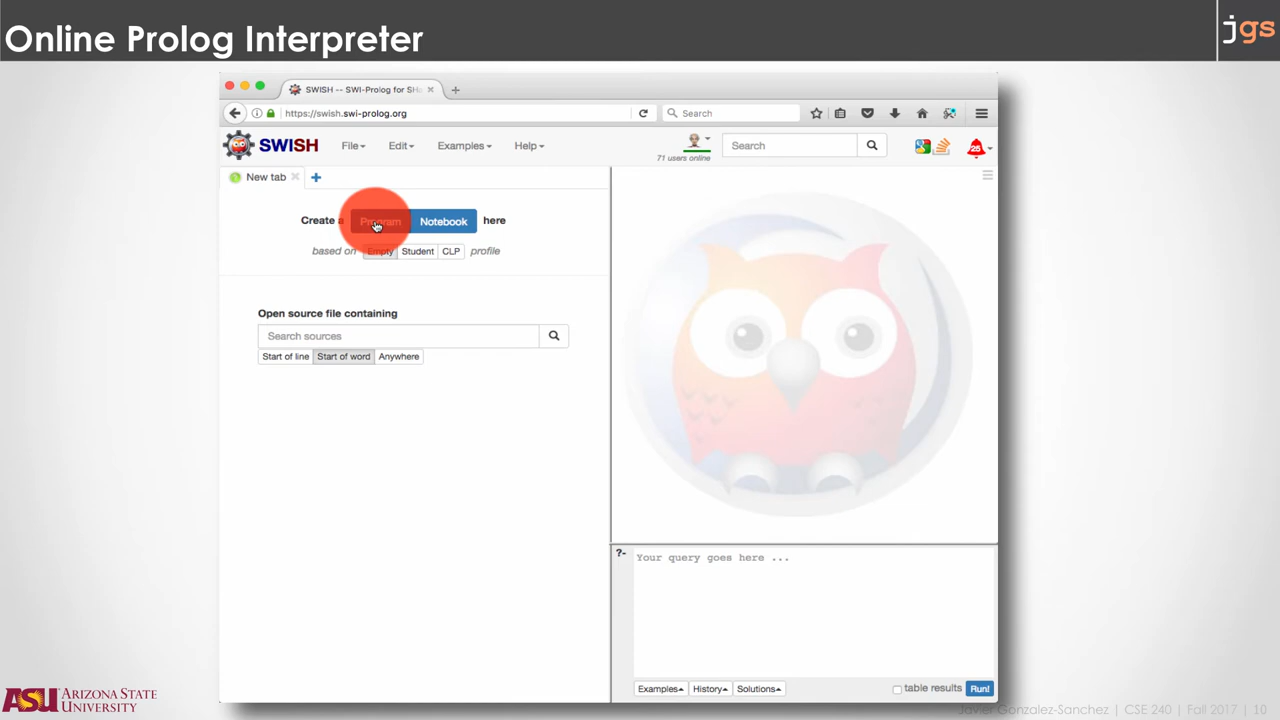 Online Prolog Interpreter
jgs
SWISH -- SWI-Prolog for SH
https://swish.swi-prolog.org
Search
SWISH
File
Edit
Examples
Help
71 users online
Search
New tab
Create a Program Notebook here
based on Empty Student CLP profile
Open source file containing
Search sources
Start of line Start of word Anywhere
?- Your query goes here ...
Examples History Solutions
table results Run!
ASU ARIZONA STATE
UNIVERSITY
Javier Gonzalez-Sanchez | CSE 240 | Fall 2017 | 10